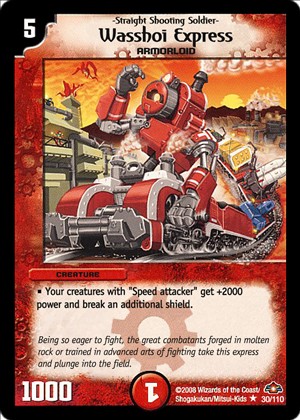 -Straight Shooting Soldier-
5
Wasshoi Express
ARMORLOID
CREATURE
▪ Your creatures with "Speed attacker" get +2000
power and break an additional shield.
Being so eager to fight, the great combatants forged in molten
rock or trained in advanced arts of fighting take this express
and plunge into the field.
1000
1
©2008 Wizards of the Coast/
Shogakukan/Mitsui-Kids ★ 30/110